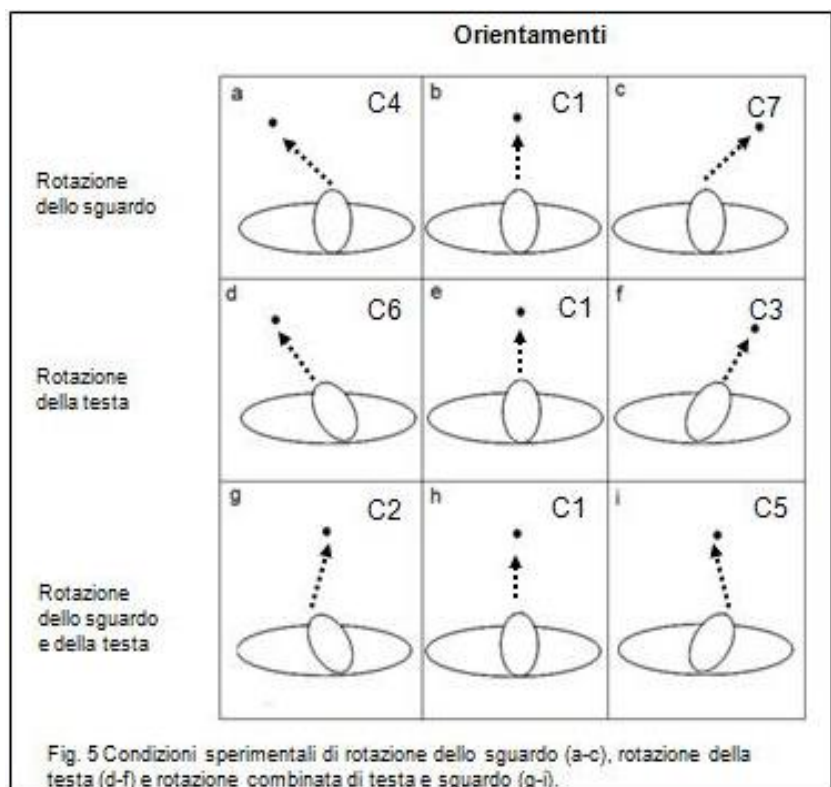 Orientamenti
a C4 b C1 c C7
Rotazione
dello sguardo
d C6 e C1 f C3
Rotazione
della testa
g C2 h C1 i C5
Rotazione
dello sguardo
e della testa
Fig. 5 Condizioni sperimentali di rotazione dello sguardo (a-c), rotazione della
testa (d-f) e rotazione combinata di testa e sguardo (g-i).